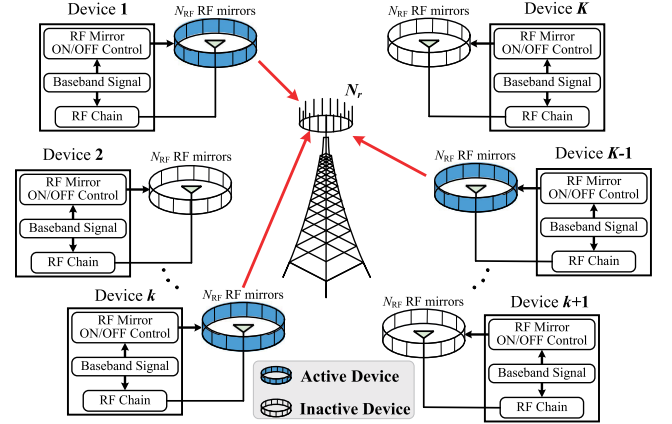 Device 1
N_RF RF mirrors
RF Mirror
ON/OFF Control
Baseband Signal
RF Chain
N_RF RF mirrors
Device K
RF Mirror
ON/OFF Control
Baseband Signal
RF Chain
N_r
Device 2
N_RF RF mirrors
RF Mirror
ON/OFF Control
Baseband Signal
RF Chain
N_RF RF mirrors
Device K-1
RF Mirror
ON/OFF Control
Baseband Signal
RF Chain
Device k
N_RF RF mirrors
RF Mirror
ON/OFF Control
Baseband Signal
RF Chain
N_RF RF mirrors
Device k+1
RF Mirror
ON/OFF Control
Baseband Signal
RF Chain
Active Device
Inactive Device